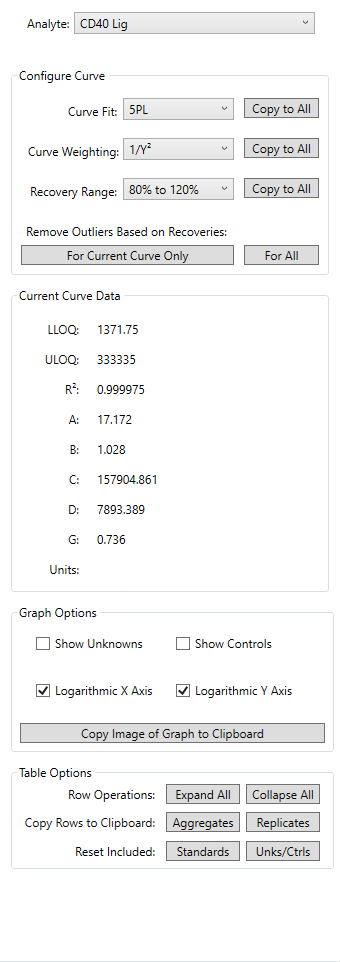 Analyte: CD40 Lig
Configure Curve
Curve Fit: 5PL Copy to All
Curve Weighting: 1/Y² Copy to All
Recovery Range: 80% to 120% Copy to All
Remove Outliers Based on Recoveries:
For Current Curve Only For All
Current Curve Data
LLOQ: 1371.75
ULOQ: 333335
R²: 0.999975
A: 17.172
B: 1.028
C: 157904.861
D: 7893.389
G: 0.736
Units:
Graph Options
Show Unknowns Show Controls
Logarithmic X Axis Logarithmic Y Axis
Copy Image of Graph to Clipboard
Table Options
Row Operations: Expand All Collapse All
Copy Rows to Clipboard: Aggregates Replicates
Reset Included: Standards Unks/Ctrls